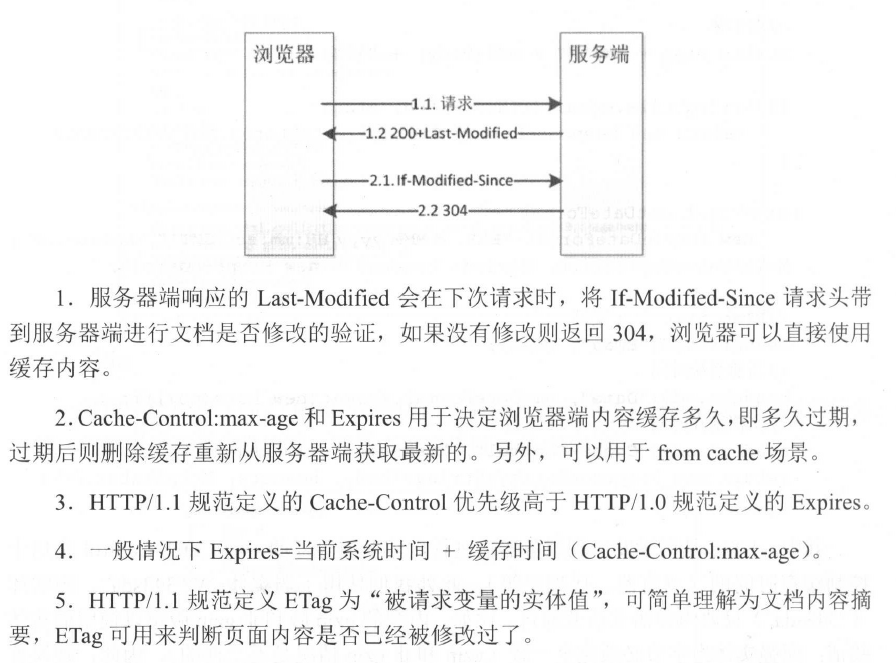 浏览器
服务端
1.1. 请求
1.2 200+Last-Modified
2.1. If-Modified-Since
2.2 304
1．服务器端响应的 Last-Modified 会在下次请求时，将 If-Modified-Since 请求头带
到服务器端进行文档是否修改的验证，如果没有修改则返回 304，浏览器可以直接使用
缓存内容。
2．Cache-Control:max-age 和 Expires 用于决定浏览器端内容缓存多久，即多久过期，
过期后则删除缓存重新从服务器端获取最新的。另外，可以用于 from cache 场景。
3．HTTP/1.1 规范定义的 Cache-Control 优先级高于 HTTP/1.0 规范定义的 Expires。
4．一般情况下 Expires=当前系统时间 + 缓存时间（Cache-Control:max-age）。
5．HTTP/1.1 规范定义 ETag 为“被请求变量的实体值”，可简单理解为文档内容摘
要，ETag 可用来判断页面内容是否已经被修改过了。